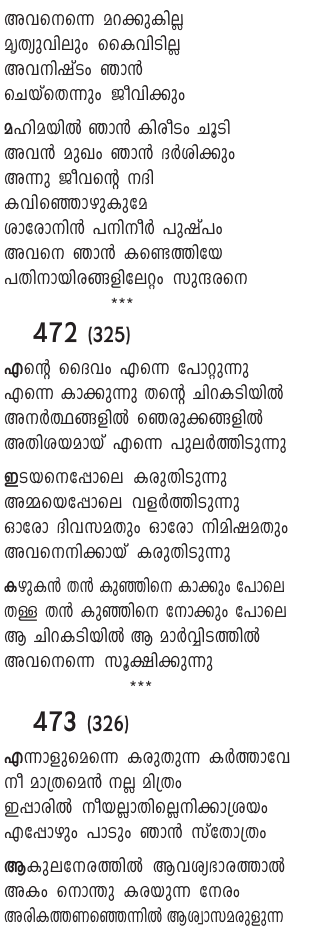 അവനെന്നെ മറക്കുകില്ല
മൃത്യുവിലും കൈവിടില്ല
അവനിഷ്ടം ഞാൻ
ചെയ്തെന്നും ജീവിക്കും
മഹിമയിൽ ഞാൻ കിരീടം ചൂടി
അവൻ മുഖം ഞാൻ ദർശിക്കും
അന്നു ജീവന്റെ നദി
കവിഞ്ഞൊഴുകുമേ
ശാരോനിൻ പനിനീർ പുഷ്പം
അവനെ ഞാൻ കണ്ടെത്തിയേ
പതിനായിരങ്ങളിലേറ്റം സുന്ദരനെ
***
472 (325)
എന്റെ ദൈവം എന്നെ പോറ്റുന്നു
എന്നെ കാക്കുന്നു തന്റെ ചിറകടിയിൽ
അനർത്ഥങ്ങളിൽ ഞെരുക്കങ്ങളിൽ
അതിശയമായ് എന്നെ പുലർത്തിടുന്നു
ഇടയനെപ്പോലെ കരുതിടുന്നു
അമ്മയെപ്പോലെ വളർത്തിടുന്നു
ഓരോ ദിവസമതും ഓരോ നിമിഷമതും
അവനെനിക്കായ് കരുതിടുന്നു
കഴുകൻ തൻ കുഞ്ഞിനെ കാക്കും പോലെ
തള്ള തൻ കുഞ്ഞിനെ നോക്കും പോലെ
ആ ചിറകടിയിൽ ആ മാർവ്വിടത്തിൽ
അവനെന്നെ സൂക്ഷിക്കുന്നു
***
473 (326)
എന്നാളുമെന്നെ കരുതുന്ന കർത്താവേ
നീ മാത്രമെൻ നല്ല മിത്രം
ഇപ്പാരിൽ നീയല്ലാതില്ലെനിക്കാശ്രയം
എപ്പോഴും പാടും ഞാൻ സ്തോത്രം
ആകുലനേരത്തിൽ ആവശ്യഭാരത്താൽ
അകം നൊന്തു കരയുന്ന നേരം
അരികത്തണഞ്ഞെന്നിൽ ആശ്വാസമരുളുന്ന